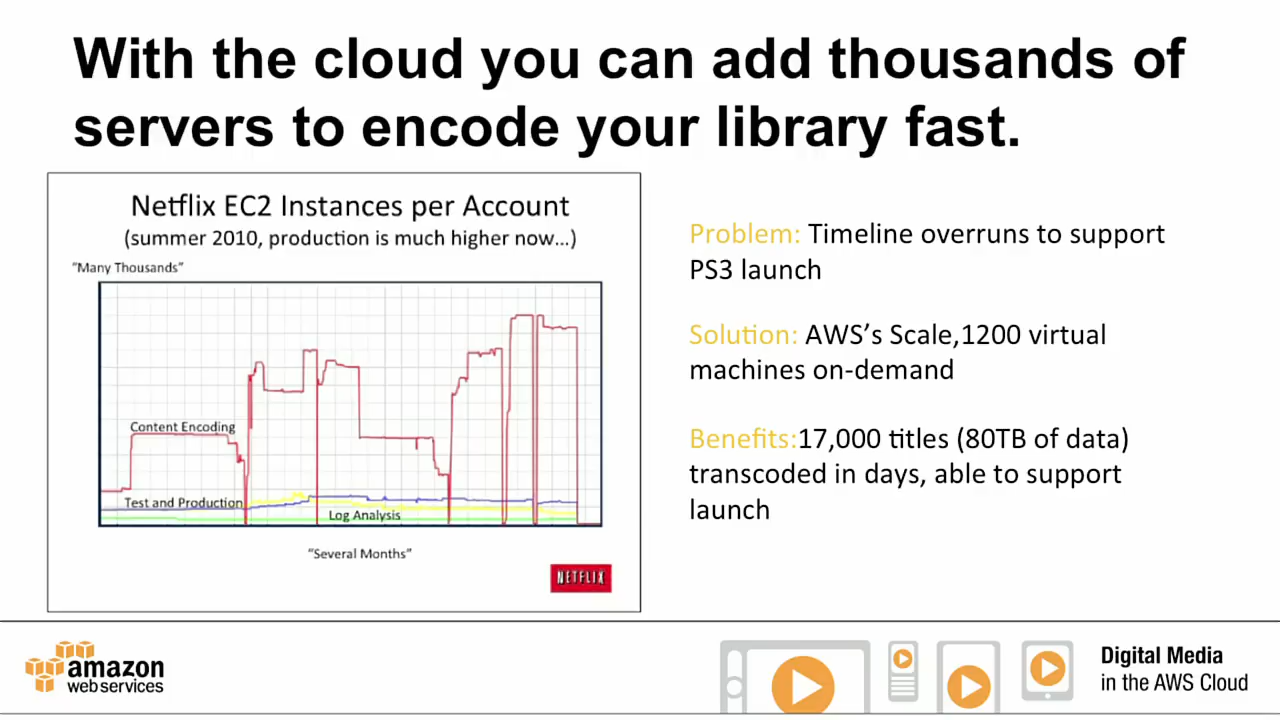 With the cloud you can add thousands of
servers to encode your library fast.
Netflix EC2 Instances per Account
(summer 2010, production is much higher now…)
“Many Thousands”
Content Encoding
Test and Production
Log Analysis
“Several Months”
NETFLIX
Problem: Timeline overruns to support
PS3 launch
Solution: AWS’s Scale,1200 virtual
machines on-demand
Benefits:17,000 titles (80TB of data)
transcoded in days, able to support
launch
amazon
web services
Digital Media
in the AWS Cloud